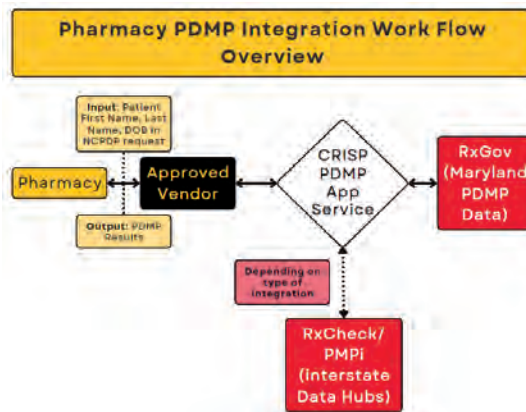 Pharmacy PDMP Integration Work Flow
Overview
Input: Patient
First Name, Last
Name, DOB in
NCPDP request
Pharmacy
Approved
Vendor
Output: PDMP
Results
CRISP
PDMP
App
Service
RxGov
(Maryland
PDMP
Data)
Depending on
type of
integration
RxCheck/
PMPi
(Interstate
Data Hubs)